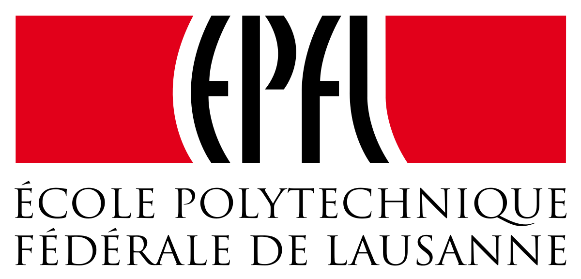 EPFL
ÉCOLE POLYTECHNIQUE
FÉDÉRALE DE LAUSANNE